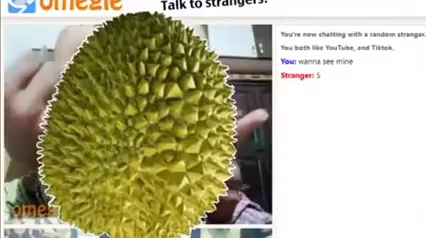 omegle
Talk to strangers!
You're now chatting with a random stranger.
You both like YouTube, and Tiktok.
You: wanna see mine
Stranger: S
omeg